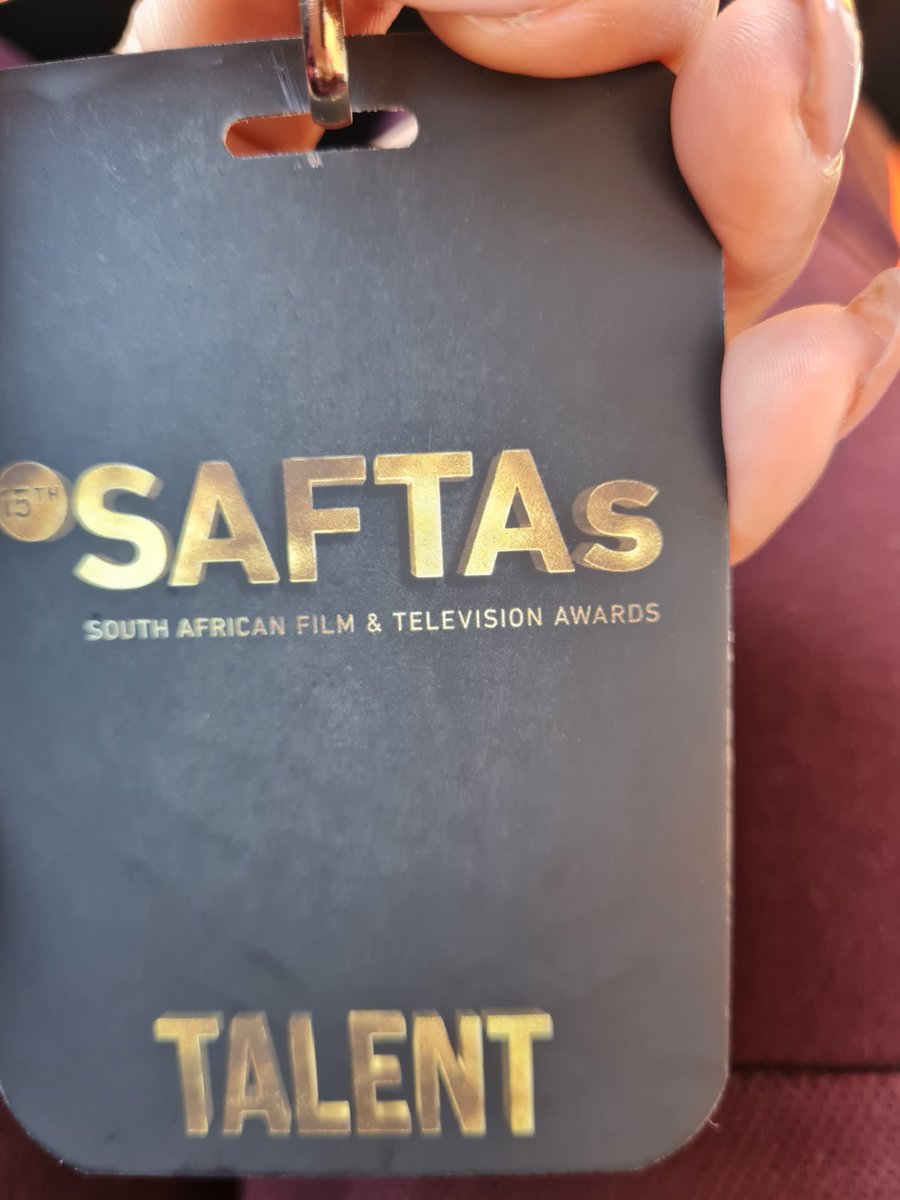 15TH SAFTAs
SOUTH AFRICAN FILM & TELEVISION AWARDS
TALENT